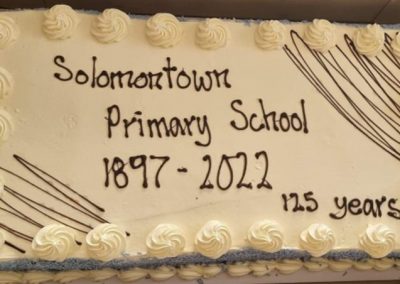 Solomontown
Primary School
1897 - 2022
125 years